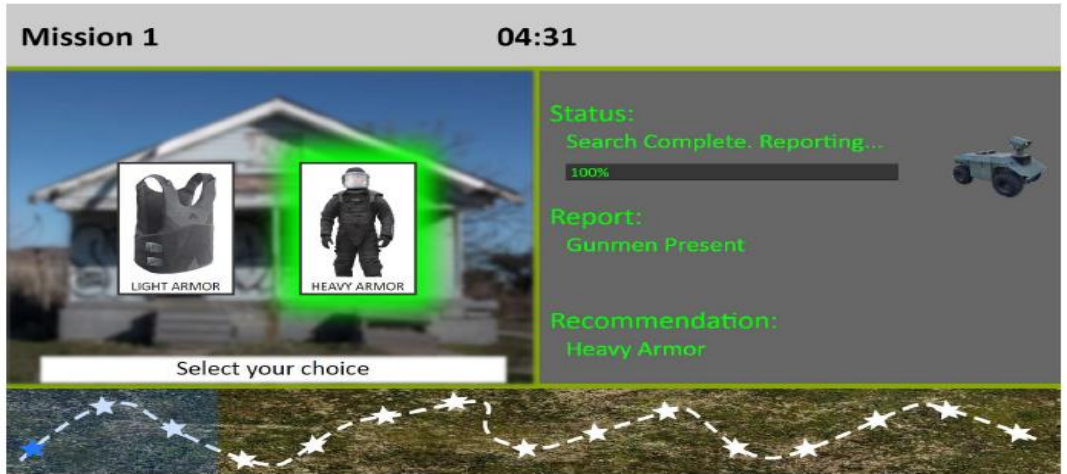 Mission 1
04:31
LIGHT ARMOR
HEAVY ARMOR
Select your choice
Status:
Search Complete. Reporting...
100%
Report:
Gunmen Present
Recommendation:
Heavy Armor